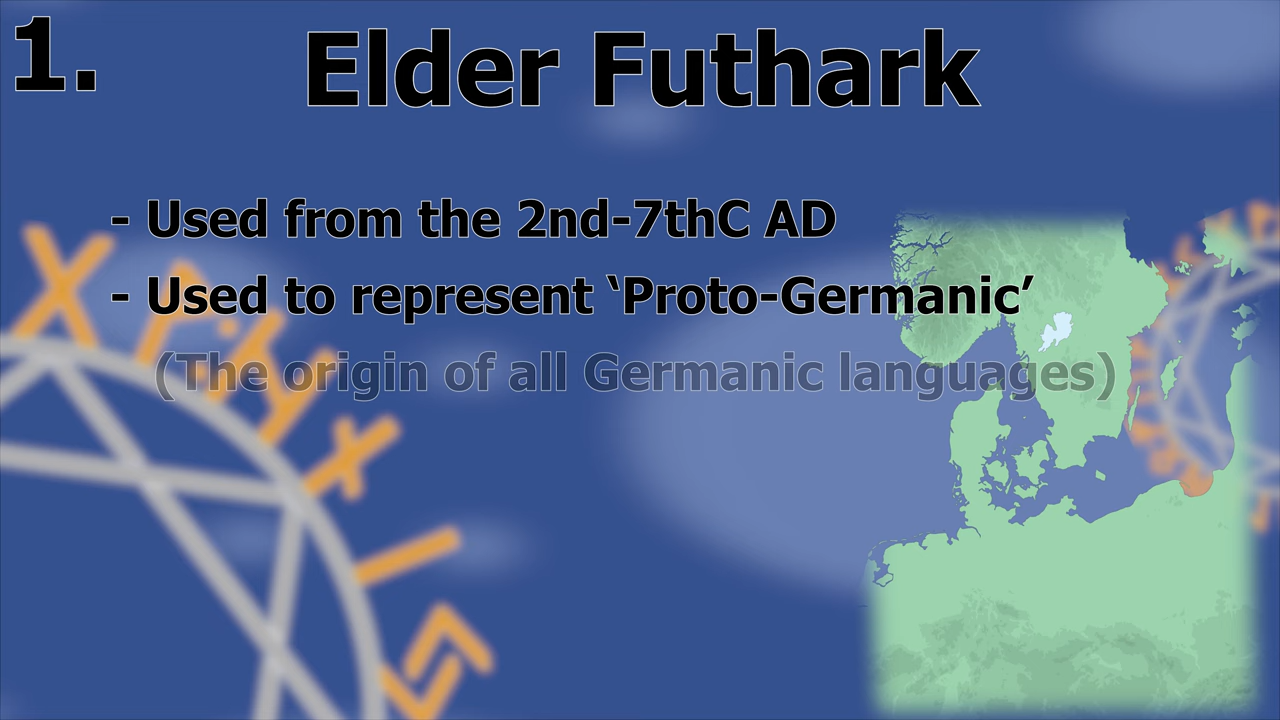 1.
Elder Futhark
- Used from the 2nd-7thC AD
- Used to represent ‘Proto-Germanic’
(The origin of all Germanic languages)